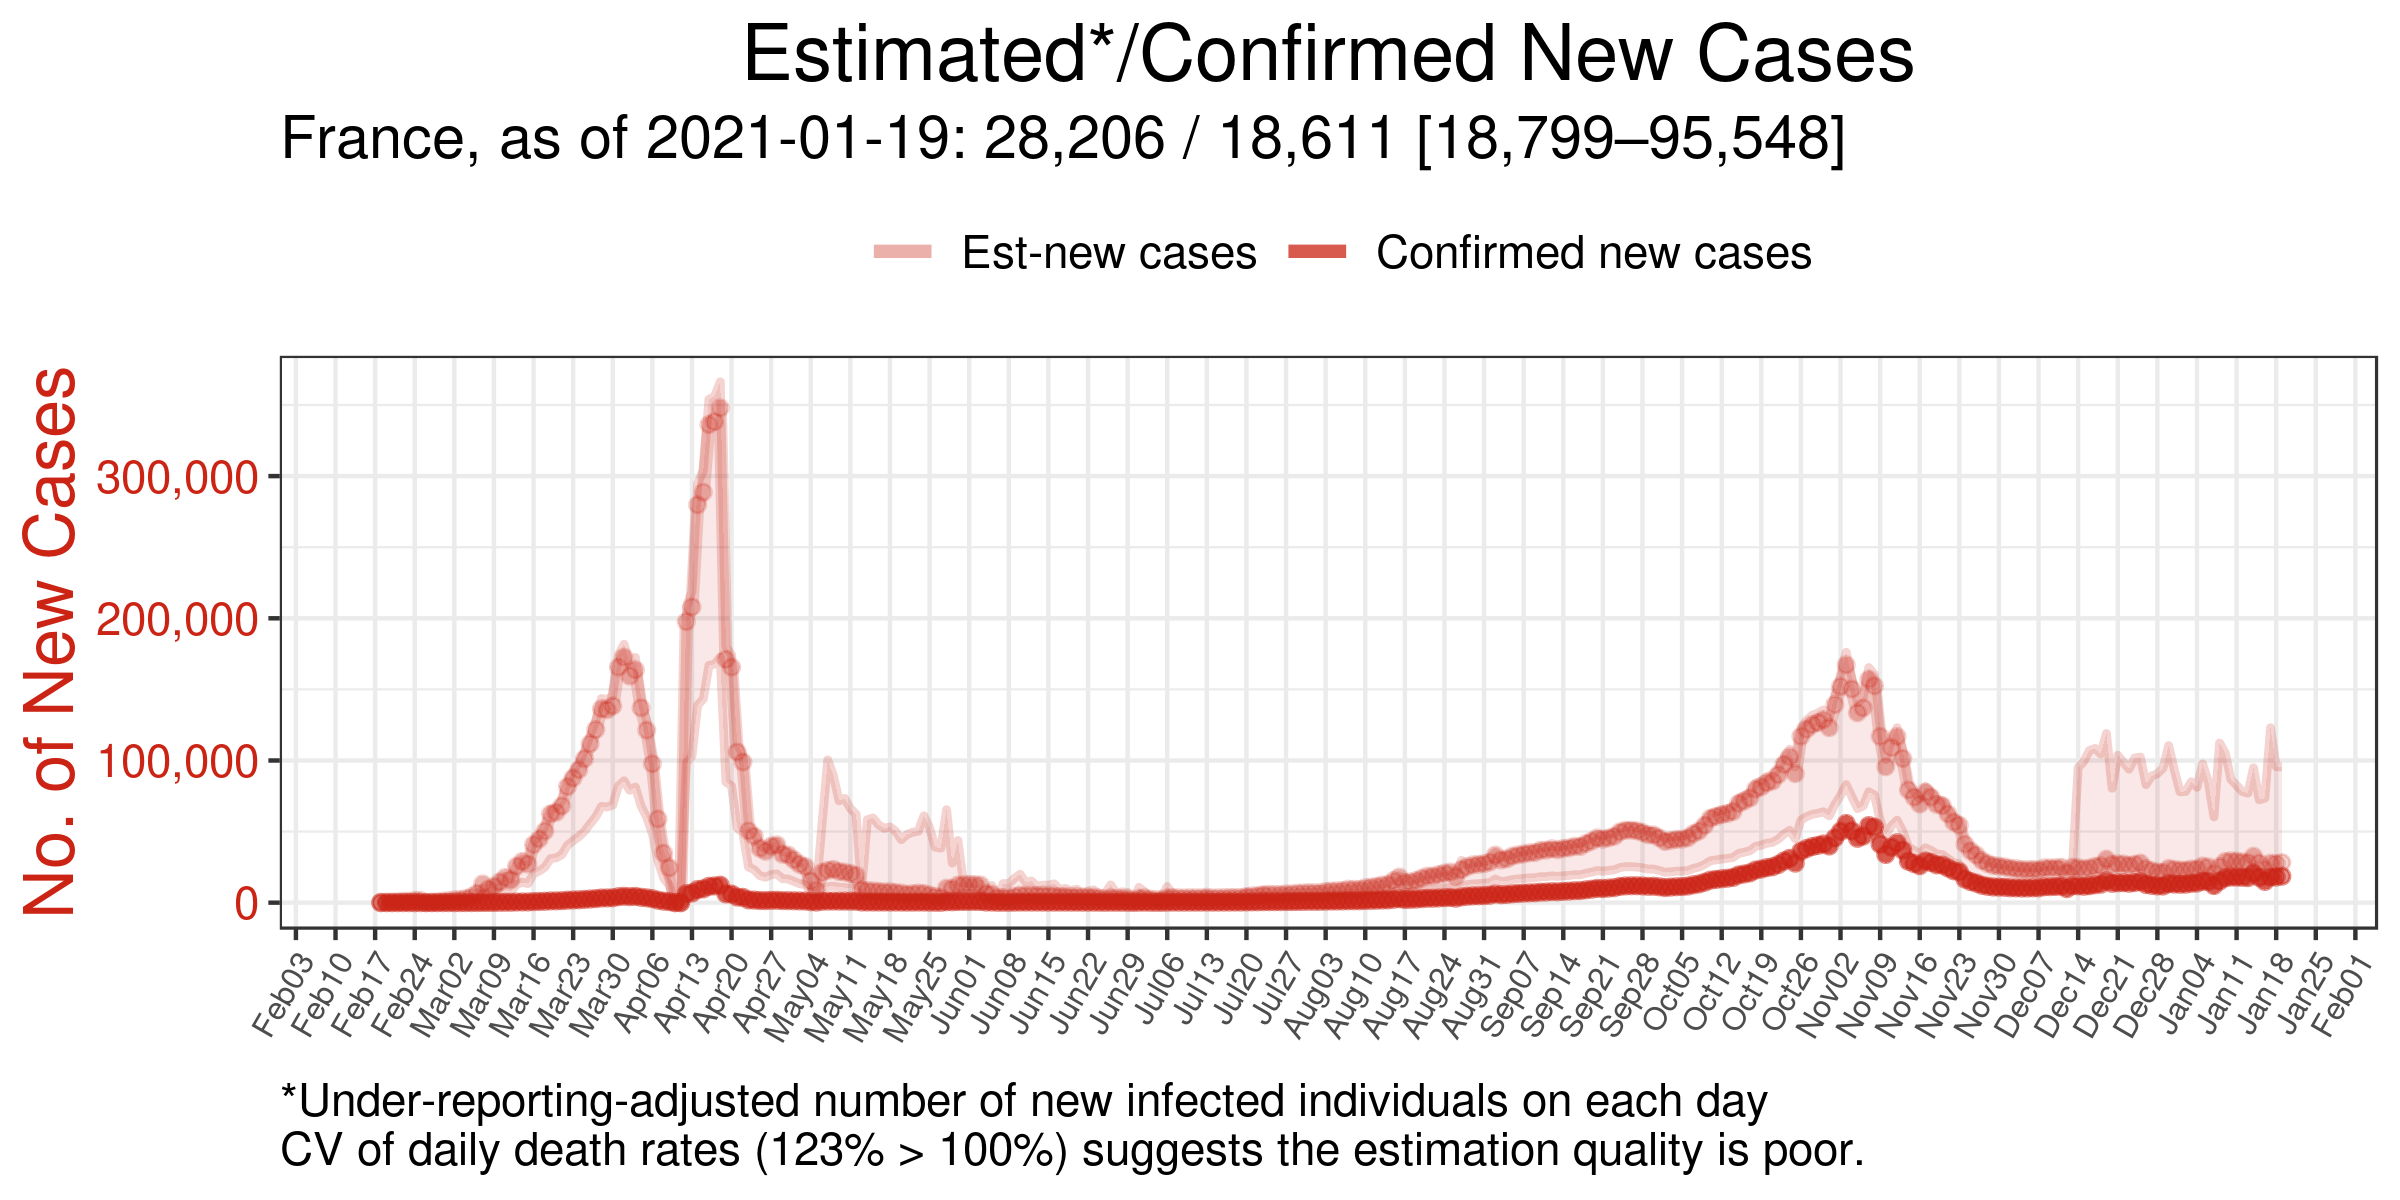 Estimated*/Confirmed New Cases
France, as of 2021-01-19: 28,206 / 18,611 [18,799–95,548]
Est-new cases Confirmed new cases
No. of New Cases
300,000
200,000
100,000
0
Feb03 Feb10 Feb17 Feb24 Mar02 Mar09 Mar16 Mar23 Mar30 Apr06 Apr13 Apr20 Apr27 May04 May11 May18 May25 Jun01 Jun08 Jun15 Jun22 Jun29 Jul06 Jul13 Jul20 Jul27 Aug03 Aug10 Aug17 Aug24 Aug31 Sep07 Sep14 Sep21 Sep28 Oct05 Oct12 Oct19 Oct26 Nov02 Nov09 Nov16 Nov23 Nov30 Dec07 Dec14 Dec21 Dec28 Jan04 Jan11 Jan18 Jan25 Feb01
*Under-reporting-adjusted number of new infected individuals on each day
CV of daily death rates (123% > 100%) suggests the estimation quality is poor.